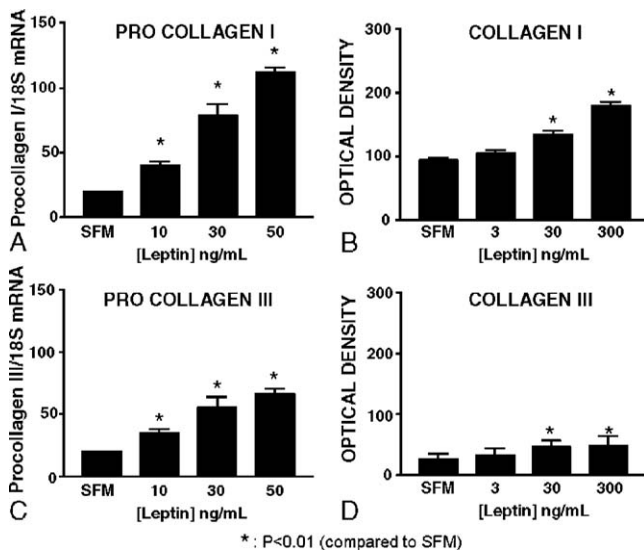 PRO COLLAGEN I
Procollagen I/18S mRNA
150
100
50
0
* * *
SFM 10 30 50
[Leptin] ng/mL
A
COLLAGEN I
OPTICAL DENSITY
300
200
100
0
* *
SFM 3 30 300
[Leptin] ng/mL
B
PRO COLLAGEN III
Procollagen III/18S mRNA
150
100
50
0
* * *
SFM 10 30 50
[Leptin] ng/mL
C
COLLAGEN III
OPTICAL DENSITY
300
200
100
0
* *
SFM 3 30 300
[Leptin] ng/mL
D
* : P<0.01 (compared to SFM)